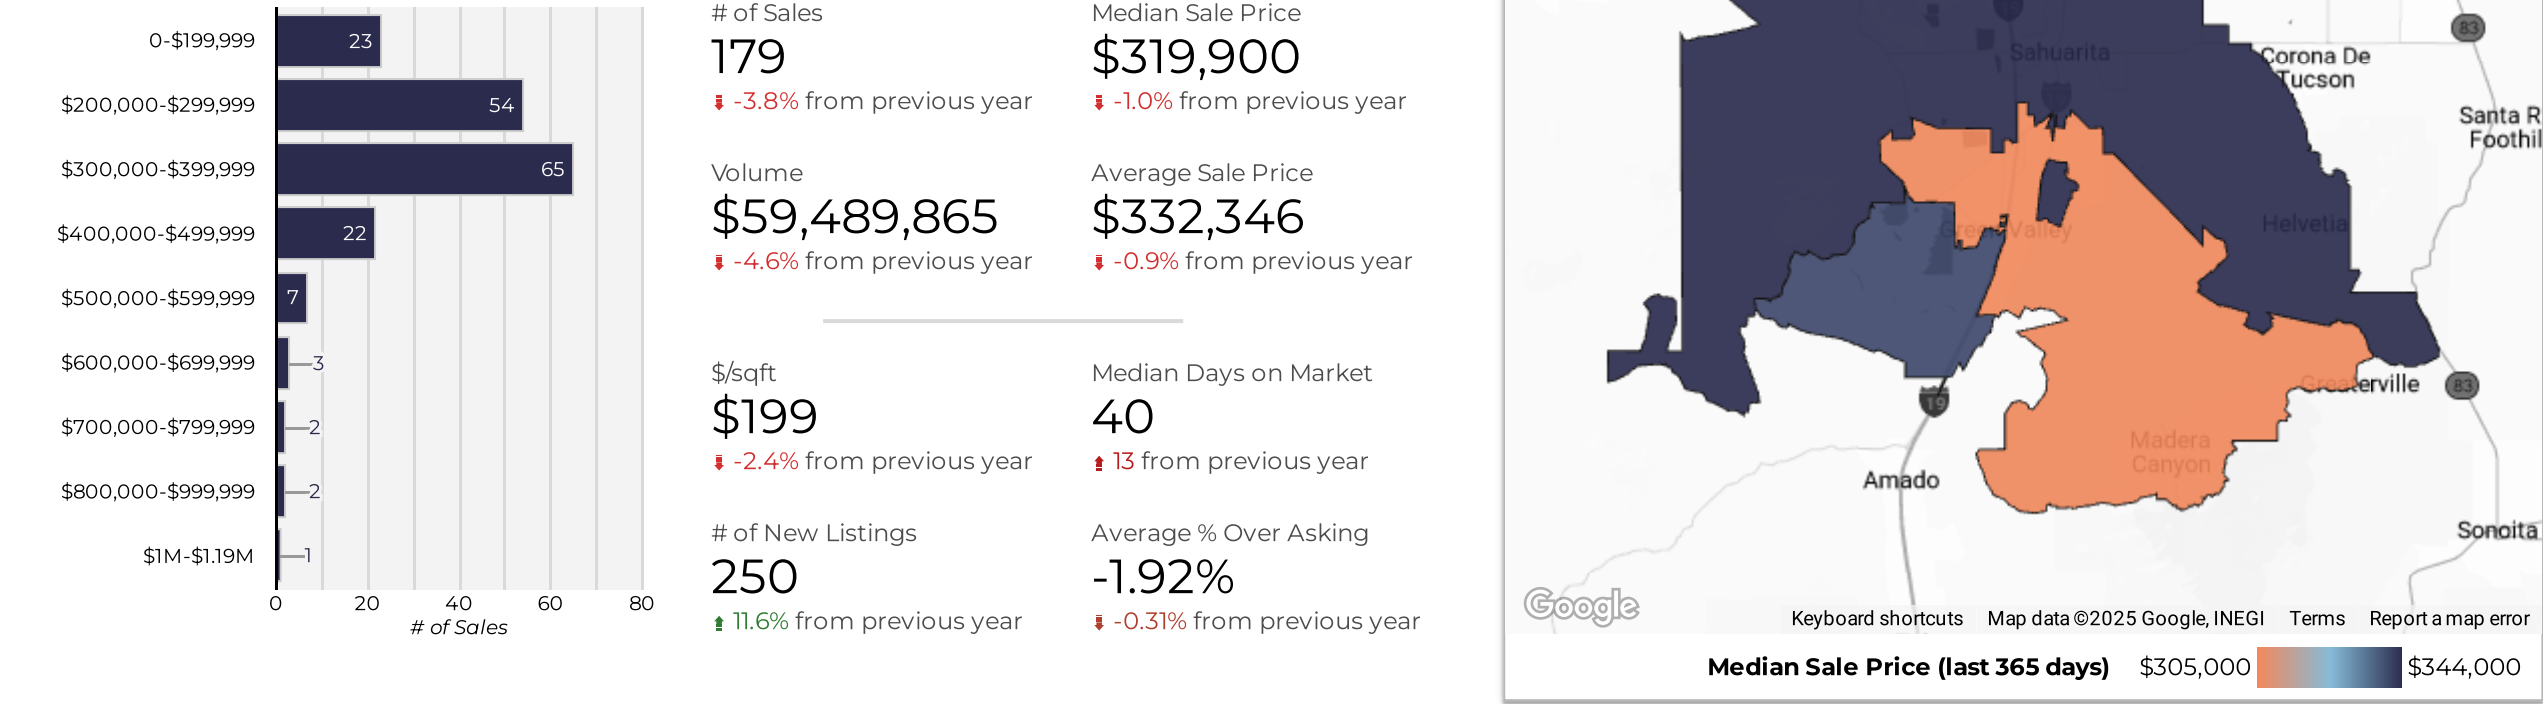 0-$199,999
23
$200,000-$299,999
54
$300,000-$399,999
65
$400,000-$499,999
22
$500,000-$599,999
7
$600,000-$699,999
3
$700,000-$799,999
2
$800,000-$999,999
2
$1M-$1.19M
1
0 20 40 60 80
# of Sales
# of Sales
179
-3.8% from previous year
Median Sale Price
$319,900
-1.0% from previous year
Volume
$59,489,865
-4.6% from previous year
Average Sale Price
$332,346
-0.9% from previous year
$/sqft
$199
-2.4% from previous year
Median Days on Market
40
13 from previous year
# of New Listings
250
11.6% from previous year
Average % Over Asking
-1.92%
-0.31% from previous year
83
Sahuarita
Corona De
Tucson
Santa R
Foothil
Helvetia
Green Valley
Greaterville
83
19
Madera
Canyon
Amado
Sonoita
Google
Keyboard shortcuts Map data ©2025 Google, INEGI Terms Report a map error
Median Sale Price (last 365 days) $305,000 $344,000